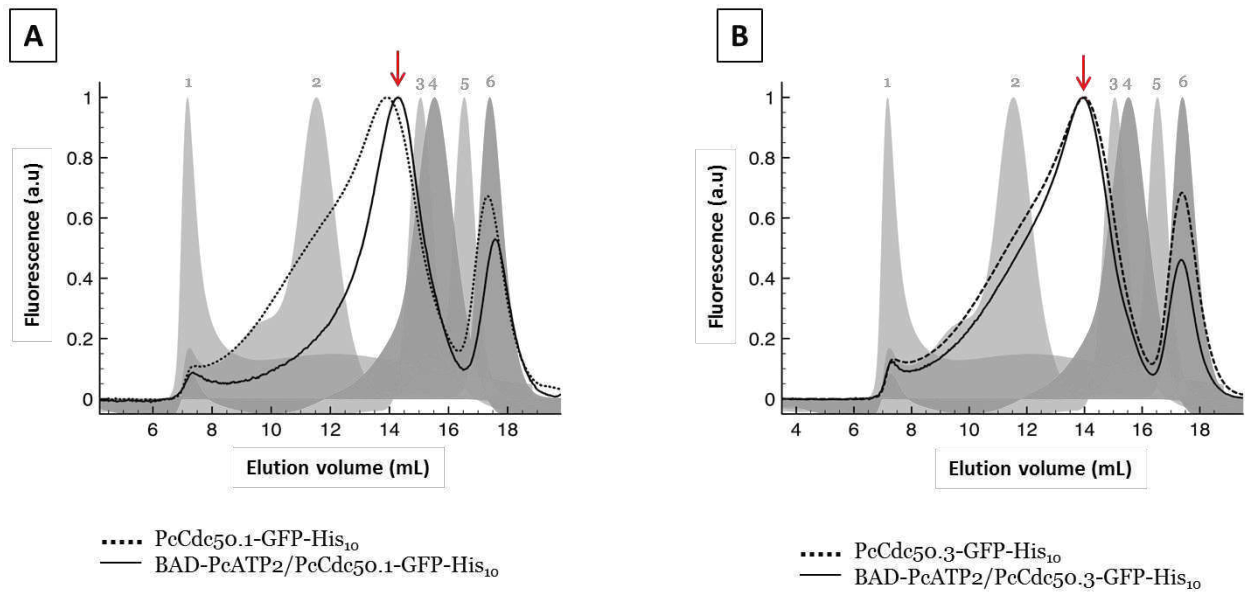 A
1 2 3 4 5 6
1
0.8
0.6
0.4
0.2
0
Fluorescence (a.u)
6 8 10 12 14 16 18
Elution volume (mL)
PcCdc50.1-GFP-His₁₀
BAD-PcATP2/PcCdc50.1-GFP-His₁₀
B
1 2 3 4 5 6
1
0.8
0.6
0.4
0.2
0
Fluorescence (a.u)
4 6 8 10 12 14 16 18
Elution volume (mL)
PcCdc50.3-GFP-His₁₀
BAD-PcATP2/PcCdc50.3-GFP-His₁₀